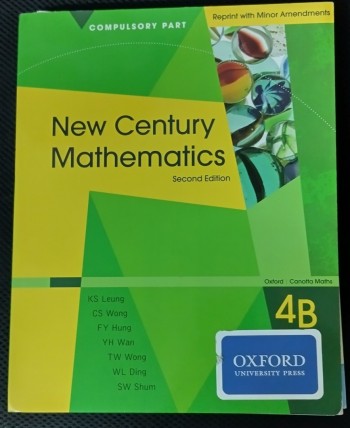 COMPULSORY PART
Reprint with Minor Amendments
New Century
Mathematics
Second Edition
Oxford Canotta Maths
KS Leung
CS Wong
FY Hung
YH Wan
TW Wong
WL Ding
SW Shum
4B
OXFORD
UNIVERSITY PRESS